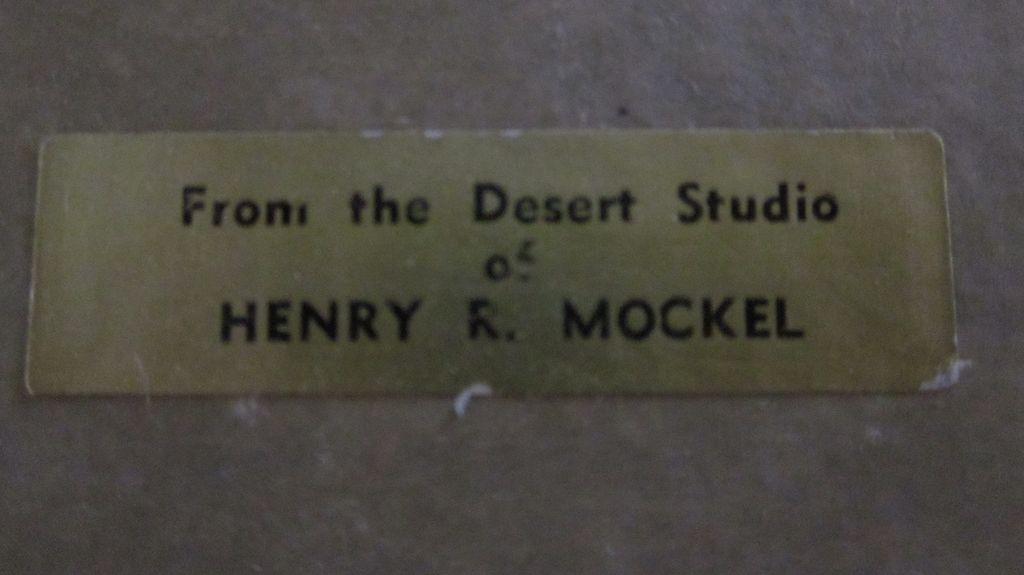 From the Desert Studio
of
HENRY R. MOCKEL